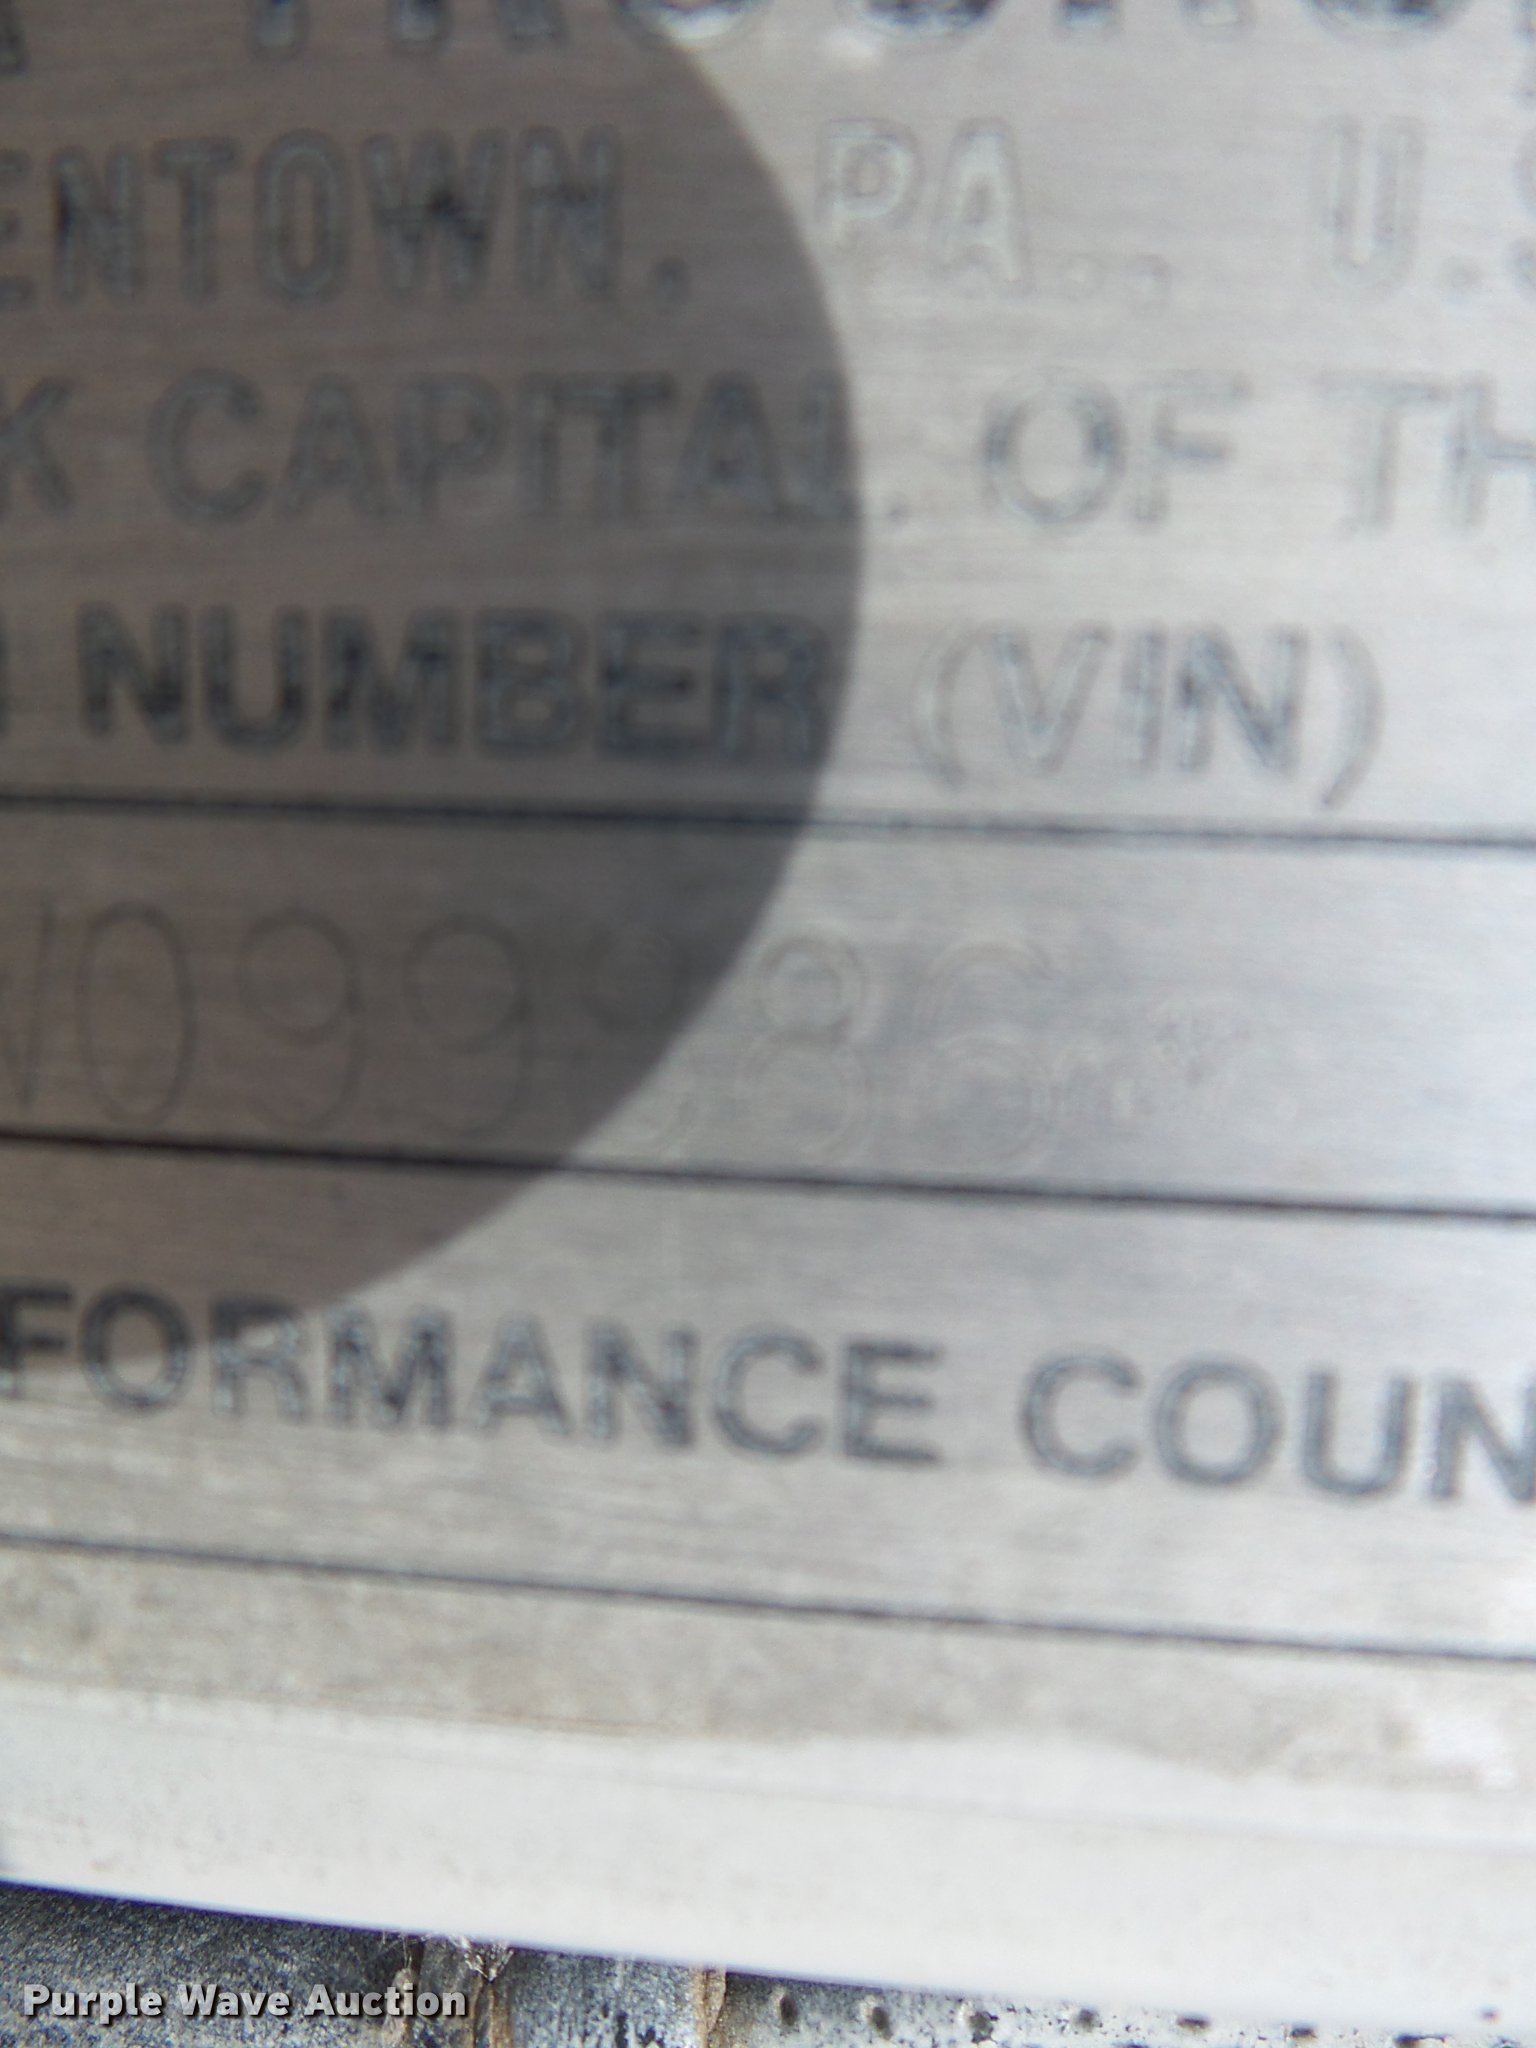 ENTOWN, PA., U.S
K CAPITAL OF TH
NUMBER (VIN)
FORMANCE COUN
Purple Wave Auction